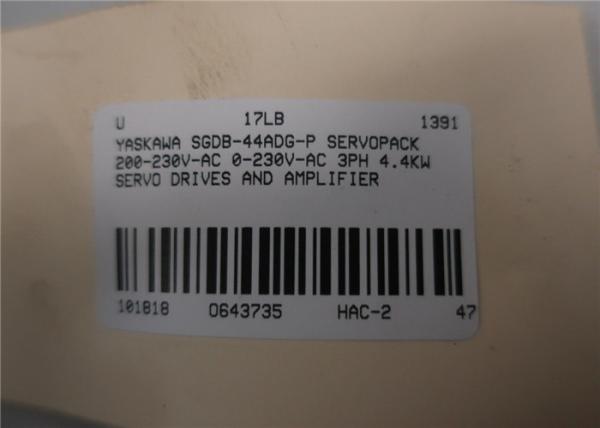 U 17LB 1391
YASKAWA SGDB-44ADG-P SERVOPACK
200-230V-AC 0-230V-AC 3PH 4.4KW
SERVO DRIVES AND AMPLIFIER
101818 0643735 HAC-2 47